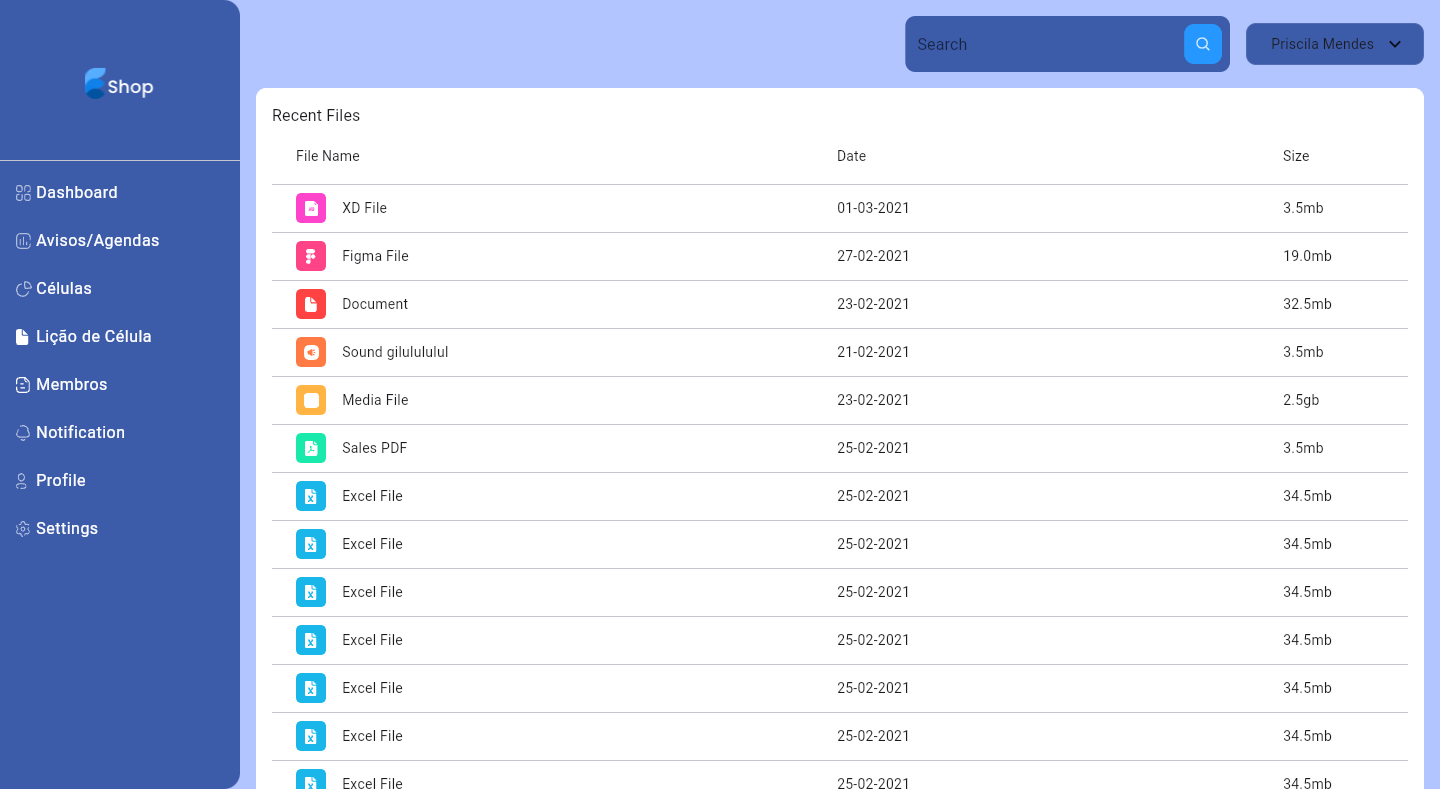 Shop
Dashboard
Avisos/Agendas
Células
Lição de Célula
Membros
Notification
Profile
Settings
Search
Priscila Mendes
Recent Files
File Name Date Size
XD File 01-03-2021 3.5mb
Figma File 27-02-2021 19.0mb
Document 23-02-2021 32.5mb
Sound gilulululul 21-02-2021 3.5mb
Media File 23-02-2021 2.5gb
Sales PDF 25-02-2021 3.5mb
Excel File 25-02-2021 34.5mb
Excel File 25-02-2021 34.5mb
Excel File 25-02-2021 34.5mb
Excel File 25-02-2021 34.5mb
Excel File 25-02-2021 34.5mb
Excel File 25-02-2021 34.5mb
Excel File 25-02-2021 34.5mb